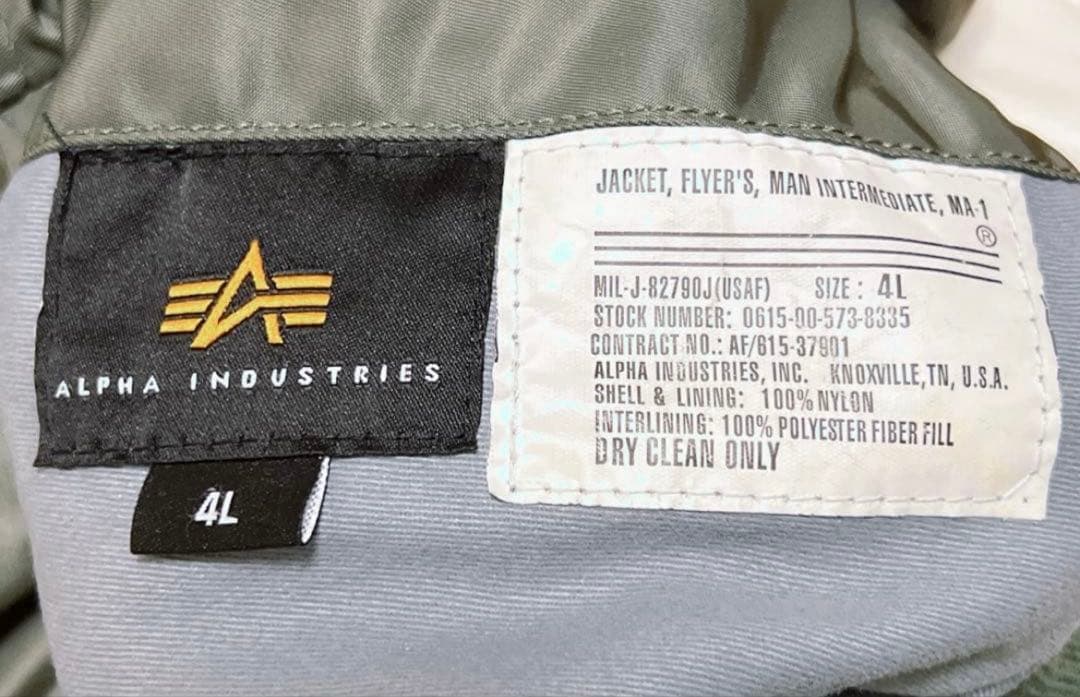 ALPHA INDUSTRIES
4L
JACKET, FLYER'S, MAN INTERMEDIATE, MA-1
®
MIL-J-82790J(USAF) SIZE: 4L
STOCK NUMBER: 0615-00-573-8335
CONTRACT NO.: AF/615-37901
ALPHA INDUSTRIES, INC. KNOXVILLE,TN, U.S.A.
SHELL & LINING: 100% NYLON
INTERLINING: 100% POLYESTER FIBER FILL
DRY CLEAN ONLY